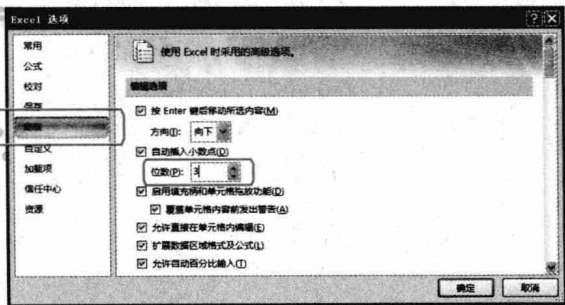 Excel 选项
常用
公式
校对
保存
高级
自定义
加载项
信任中心
资源
使用 Excel 时采用的高级选项。
编辑选项
按 Enter 键后移动所选内容(M)
方向(I): 向下
自动插入小数点(D)
位数(P): 3
启用填充柄和单元格拖放功能(D)
覆盖单元格内容前发出警告(A)
允许直接在单元格内编辑(E)
扩展数据区域格式及公式(L)
允许自动百分比输入(T)
确定 取消